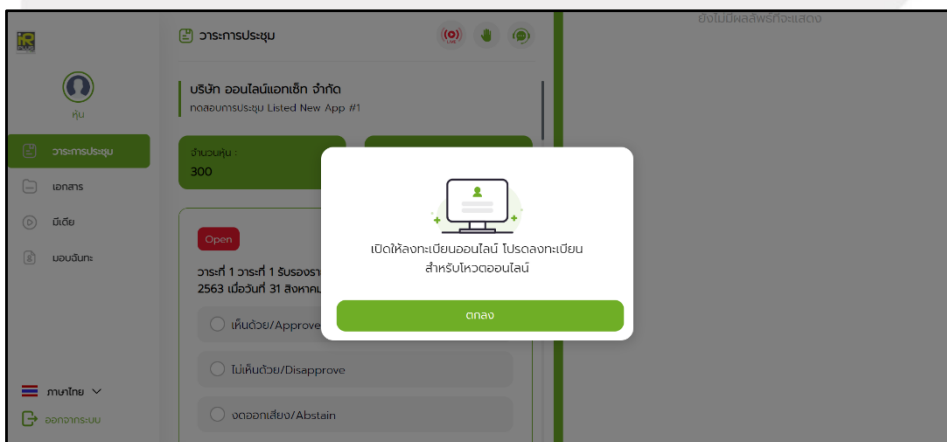 ยังไม่มีผลลัพธ์ที่จะแสดง
iR
วาระการประชุม
LIVE
บริษัท ออนไลน์แอทเซ็ท จำกัด
ทดสอบการประชุม Listed New App #1
หุ้น
วาระการประชุม
เอกสาร
มีเดีย
มอบฉันทะ
ภาษาไทย
ออกจากระบบ
จำนวนหุ้น :
300
Open
วาระที่ 1 วาระที่ 1 รับรองรา
2563 เมื่อวันที่ 31 สิงหาคม
เห็นด้วย/Approve
ไม่เห็นด้วย/Disapprove
งดออกเสียง/Abstain
เปิดให้ลงทะเบียนออนไลน์ โปรดลงทะเบียน
สำหรับโหวตออนไลน์
ตกลง